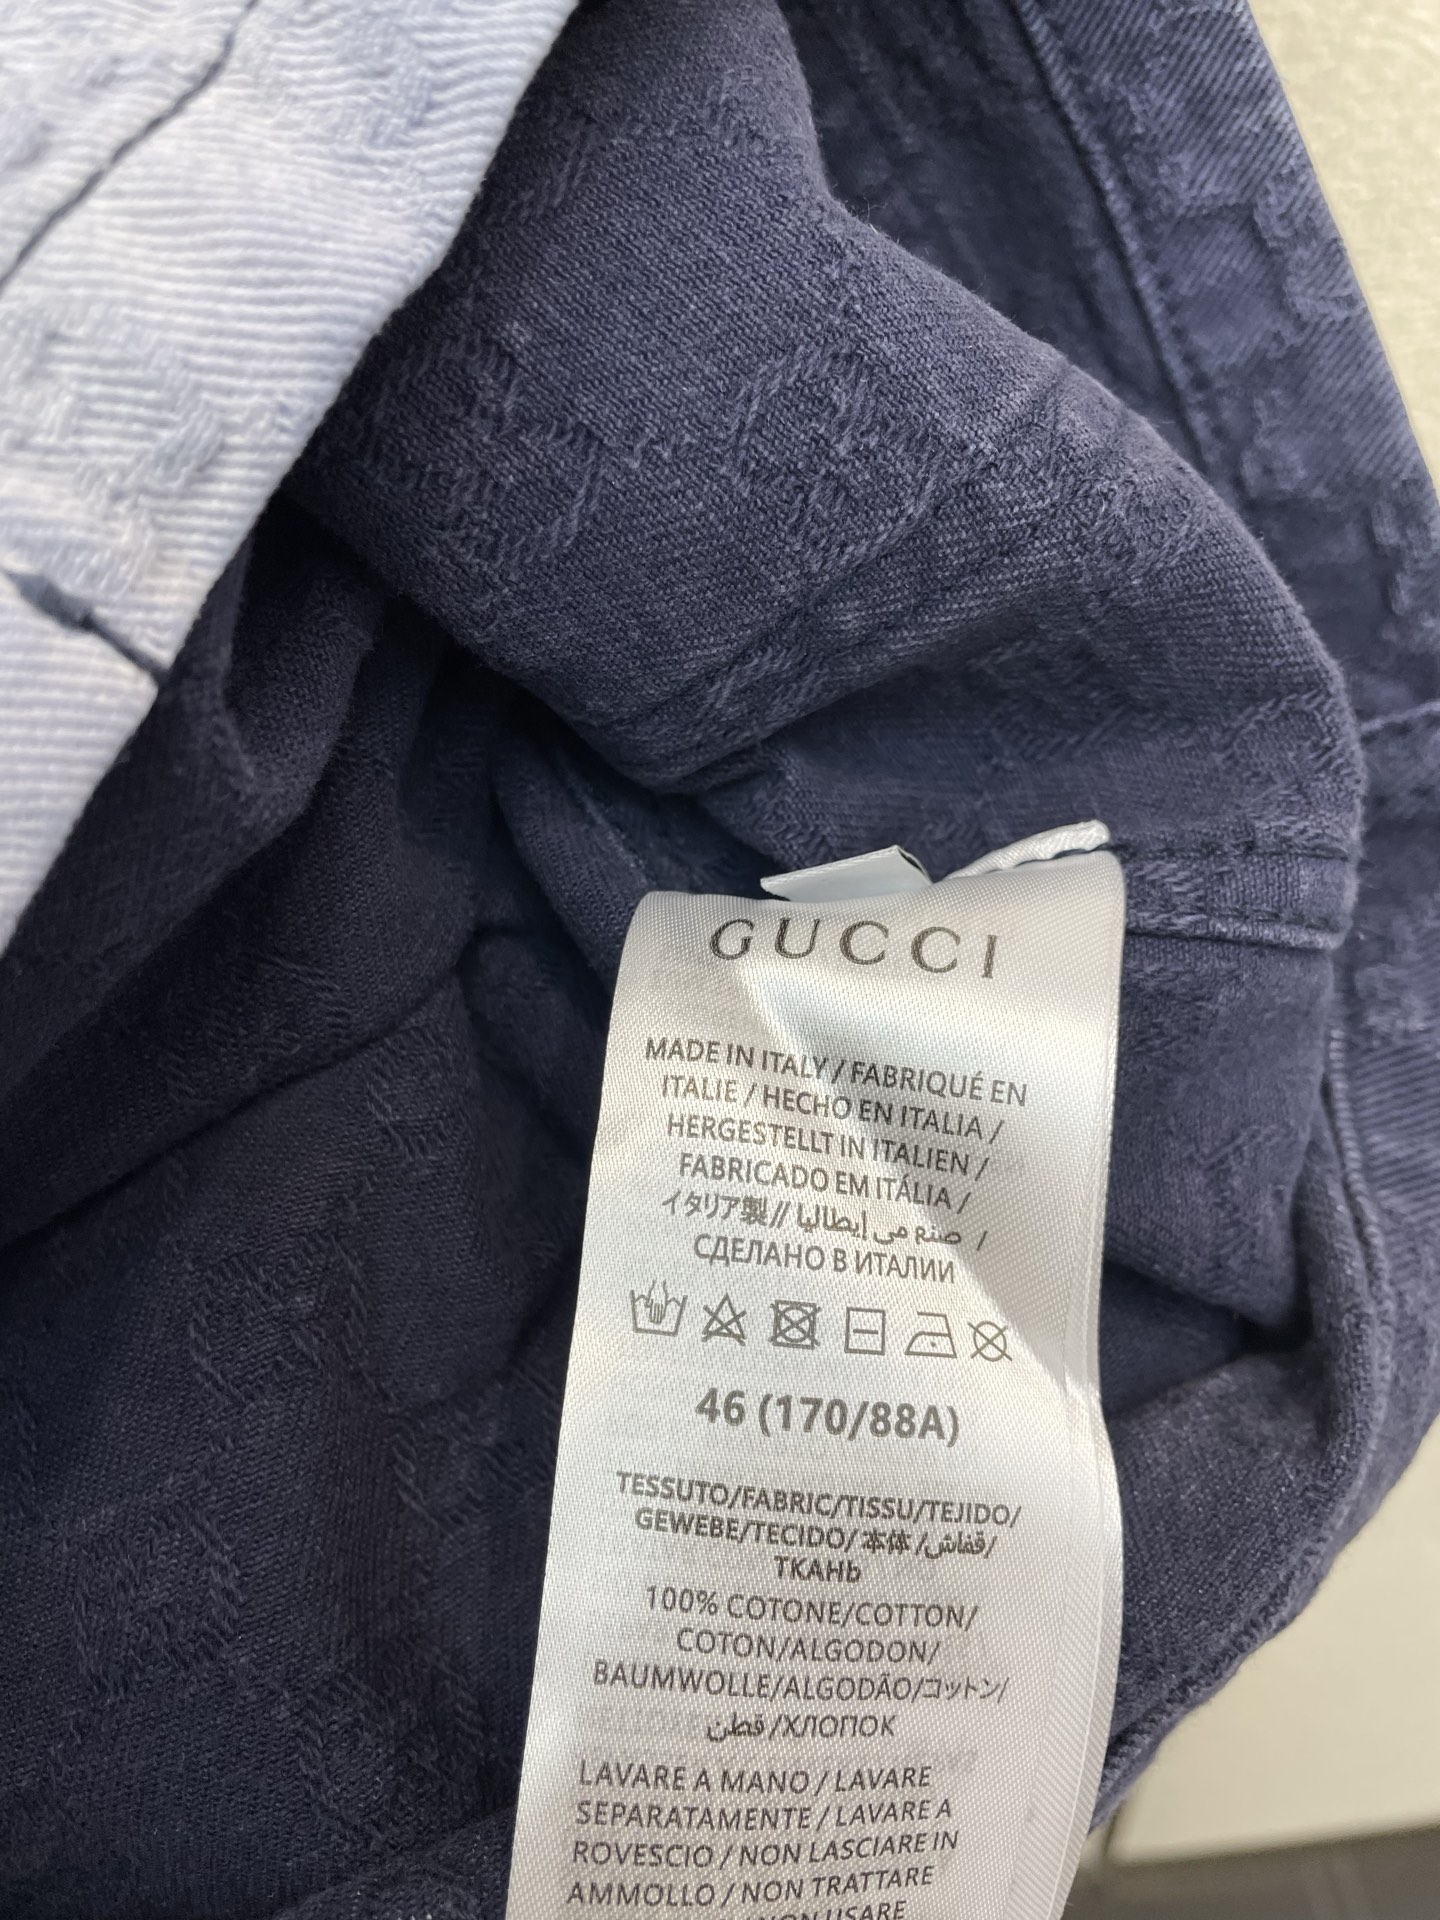 GUCCI
MADE IN ITALY / FABRIQUÉ EN
ITALIE / HECHO EN ITALIA /
HERGESTELLT IN ITALIEN /
FABRICADO EM ITÁLIA /
イタリア製 // صنع في إيطاليا /
СДЕЛАНО В ИТАЛИИ
46 (170/88A)
TESSUTO/FABRIC/TISSU/TEJIDO/
GEWEBE/TECIDO/ 本体 /قماش/
ТКАНЬ
100% COTONE/COTTON/
COTON/ALGODON/
BAUMWOLLE/ALGODÃO/コットン/
قطن /ХЛОПОК
LAVARE A MANO / LAVARE
SEPARATAMENTE / LAVARE A
ROVESCIO / NON LASCIARE IN
AMMOLLO / NON TRATTARE
NON USARE